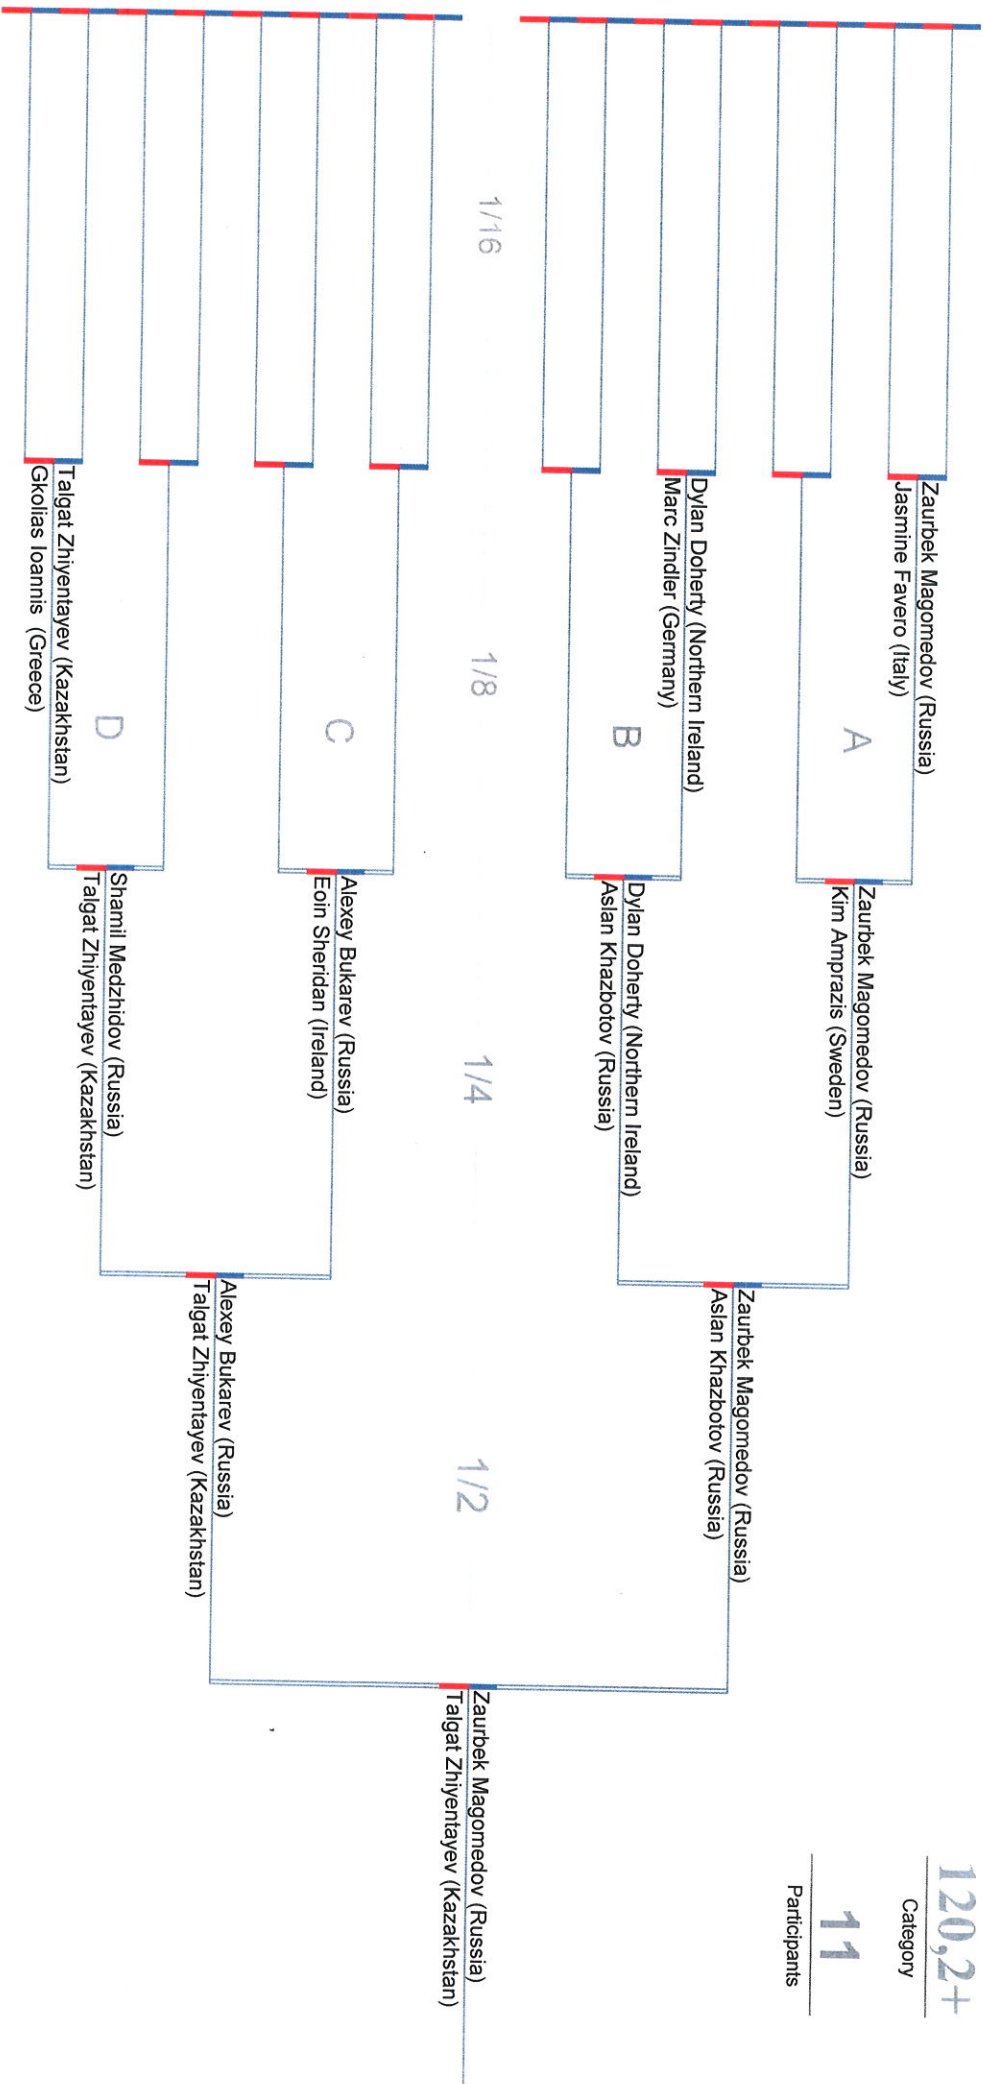 120,2+
Category
11
Participants
Zaurbek Magomedov (Russia)
Jasmine Favero (Italy)
A
Dylan Doherty (Northern Ireland)
Marc Zindler (Germany)
B
1/16
1/8
1/4
1/2
C
Talgat Zhiyentayev (Kazakhstan)
Gkolias Ioannis (Greece)
D
Zaurbek Magomedov (Russia)
Kim Amprazis (Sweden)
Dylan Doherty (Northern Ireland)
Aslan Khazbotov (Russia)
Alexey Bukarev (Russia)
Eoin Sheridan (Ireland)
Shamil Medzhidov (Russia)
Talgat Zhiyentayev (Kazakhstan)
Zaurbek Magomedov (Russia)
Aslan Khazbotov (Russia)
Alexey Bukarev (Russia)
Talgat Zhiyentayev (Kazakhstan)
Zaurbek Magomedov (Russia)
Talgat Zhiyentayev (Kazakhstan)